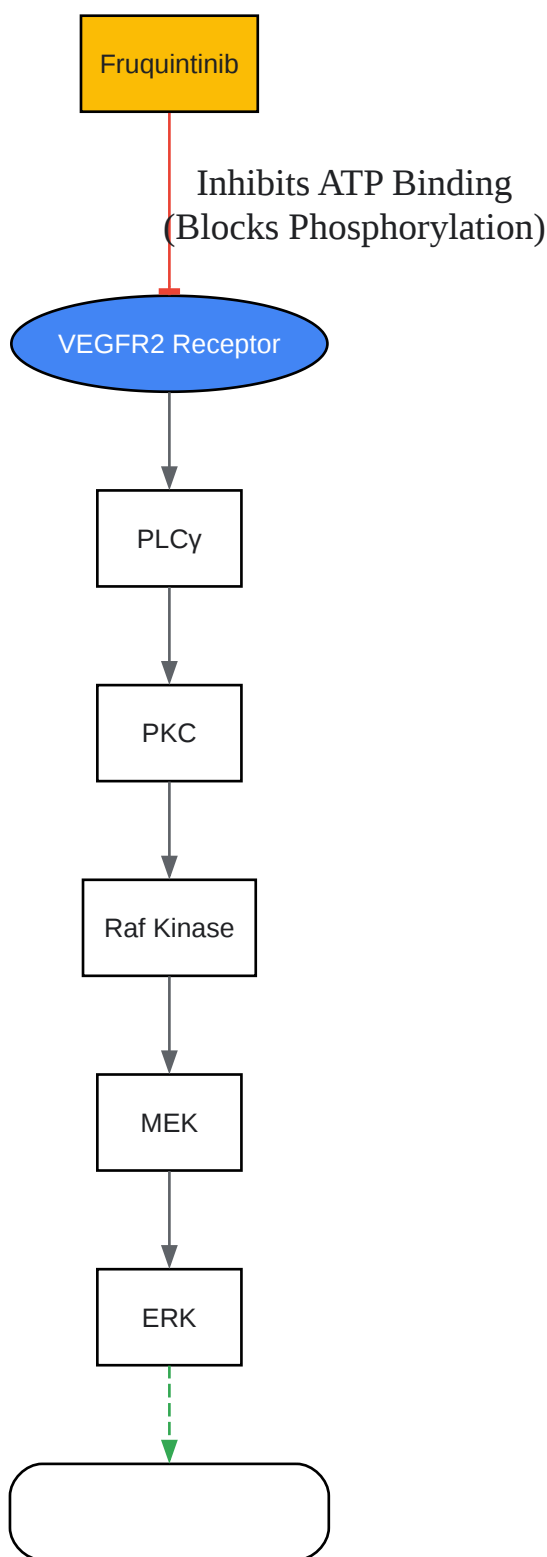 Fruquintinib
Inhibits ATP Binding
(Blocks Phosphorylation)
VEGFR2 Receptor
PLCγ
PKC
Raf Kinase
MEK
ERK